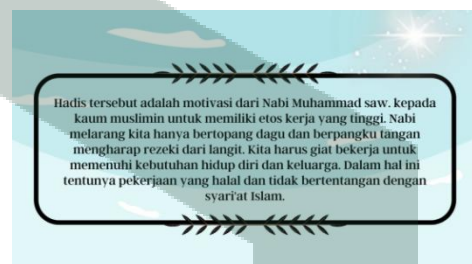 Hadis tersebut adalah motivasi dari Nabi Muhammad saw. kepada
kaum muslimin untuk memiliki etos kerja yang tinggi. Nabi
melarang kita hanya bertopang dagu dan berpangku tangan
mengharap rezeki dari langit. Kita harus giat bekerja untuk
memenuhi kebutuhan hidup diri dan keluarga. Dalam hal ini
tentunya pekerjaan yang halal dan tidak bertentangan dengan
syari'at Islam.